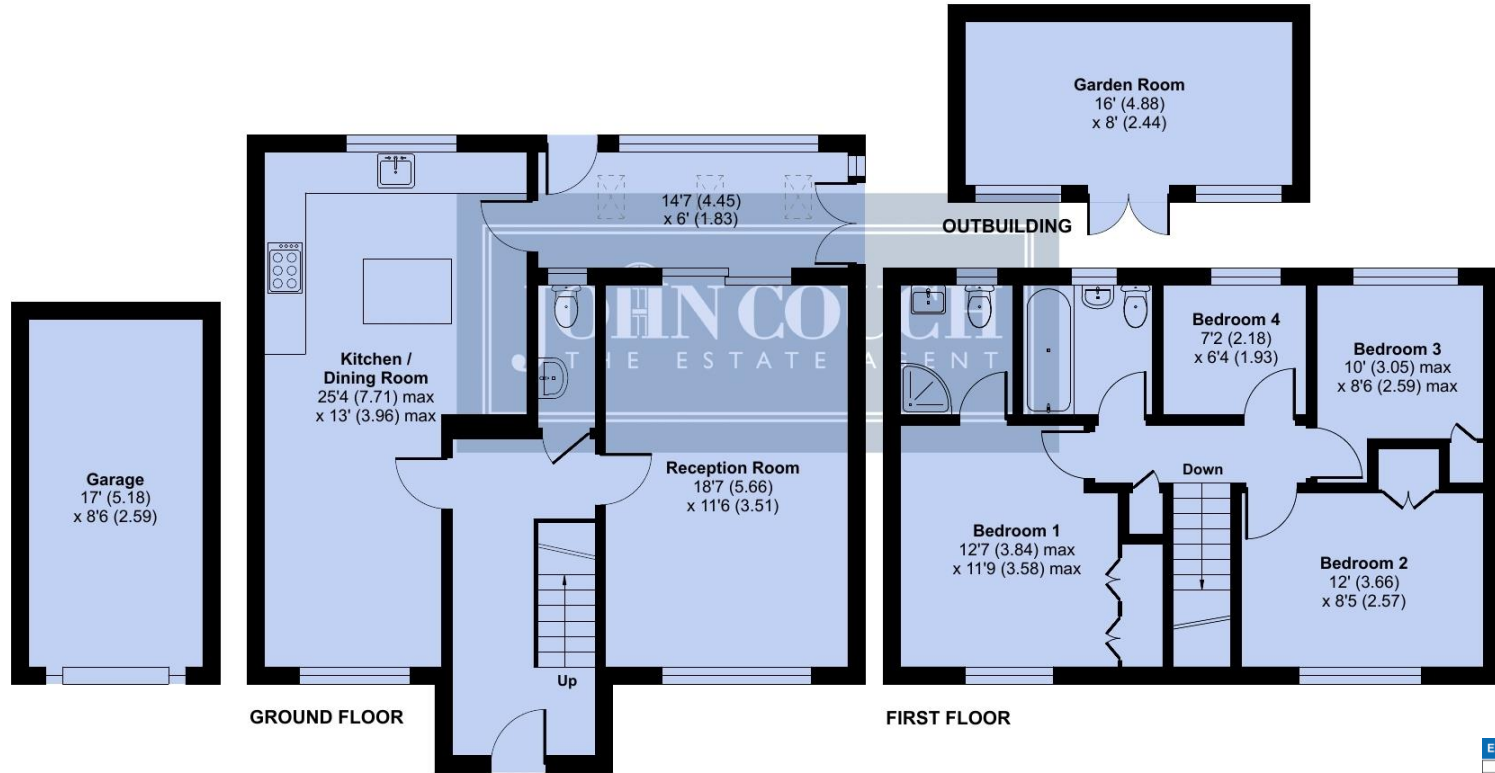 Garden Room
16' (4.88)
x 8' (2.44)
OUTBUILDING
14'7 (4.45)
x 6' (1.83)
JOHN COUCH
THE ESTATE AGENT
Kitchen /
Dining Room
25'4 (7.71) max
x 13' (3.96) max
Garage
17' (5.18)
x 8'6 (2.59)
Reception Room
18'7 (5.66)
x 11'6 (3.51)
Up
GROUND FLOOR
Bedroom 4
7'2 (2.18)
x 6'4 (1.93)
Bedroom 3
10' (3.05) max
x 8'6 (2.59) max
Down
Bedroom 1
12'7 (3.84) max
x 11'9 (3.58) max
Bedroom 2
12' (3.66)
x 8'5 (2.57)
FIRST FLOOR
E